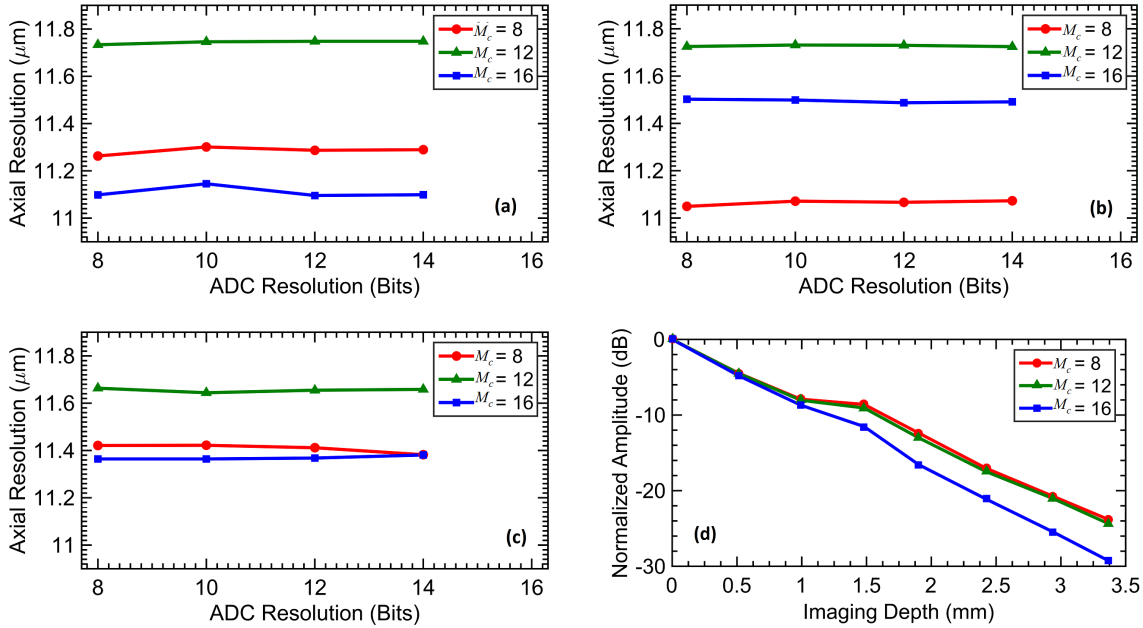 11.8
11.6
11.4
11.2
11
Axial Resolution (μm)
M_c = 8
M_c = 12
M_c = 16
(a)
8 10 12 14 16
ADC Resolution (Bits)
11.8
11.6
11.4
11.2
11
Axial Resolution (μm)
M_c = 8
M_c = 12
M_c = 16
(b)
8 10 12 14 16
ADC Resolution (Bits)
11.8
11.6
11.4
11.2
11
Axial Resolution (μm)
M_c = 8
M_c = 12
M_c = 16
(c)
8 10 12 14 16
ADC Resolution (Bits)
0
-10
-20
-30
Normalized Amplitude (dB)
M_c = 8
M_c = 12
M_c = 16
(d)
0 0.5 1 1.5 2 2.5 3 3.5
Imaging Depth (mm)